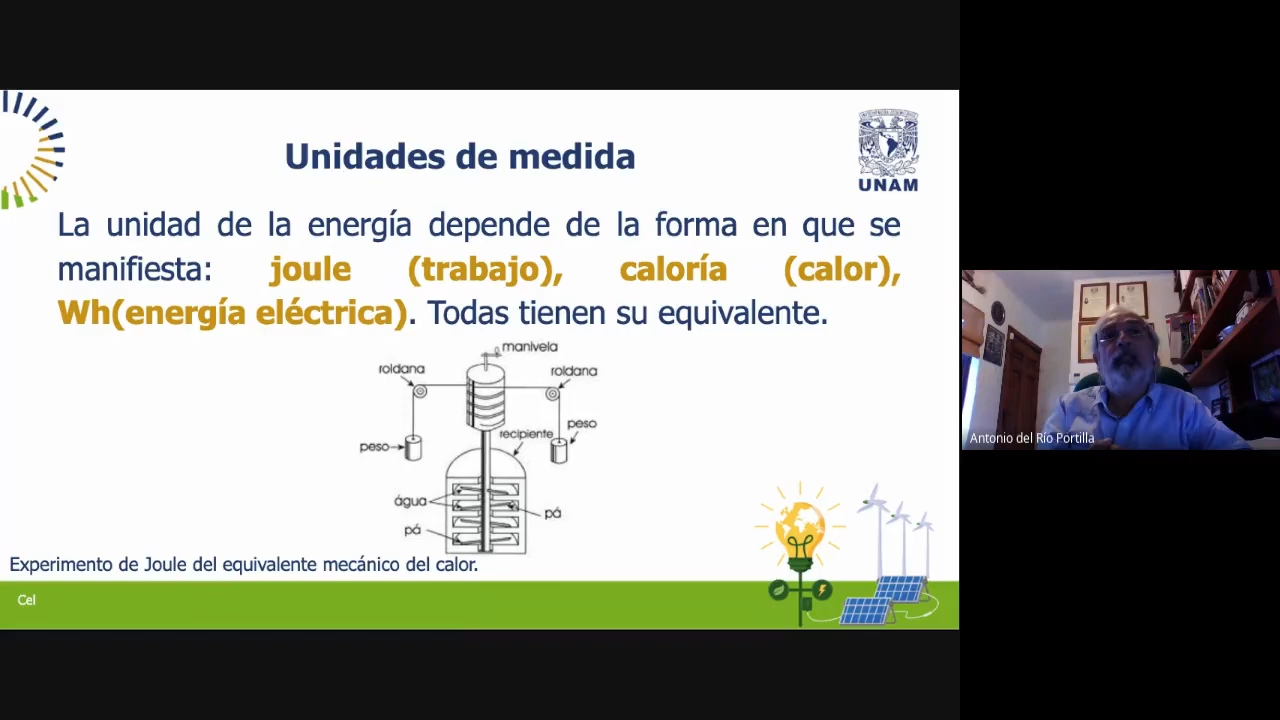 Unidades de medida
UNAM
La unidad de la energía depende de la forma en que se
manifiesta: joule (trabajo), caloría (calor),
Wh(energía eléctrica). Todas tienen su equivalente.
manivela
roldana
roldana
peso
recipiente
peso
água
pá
pá
Experimento de Joule del equivalente mecánico del calor.
Cel
Antonio del Río Portilla